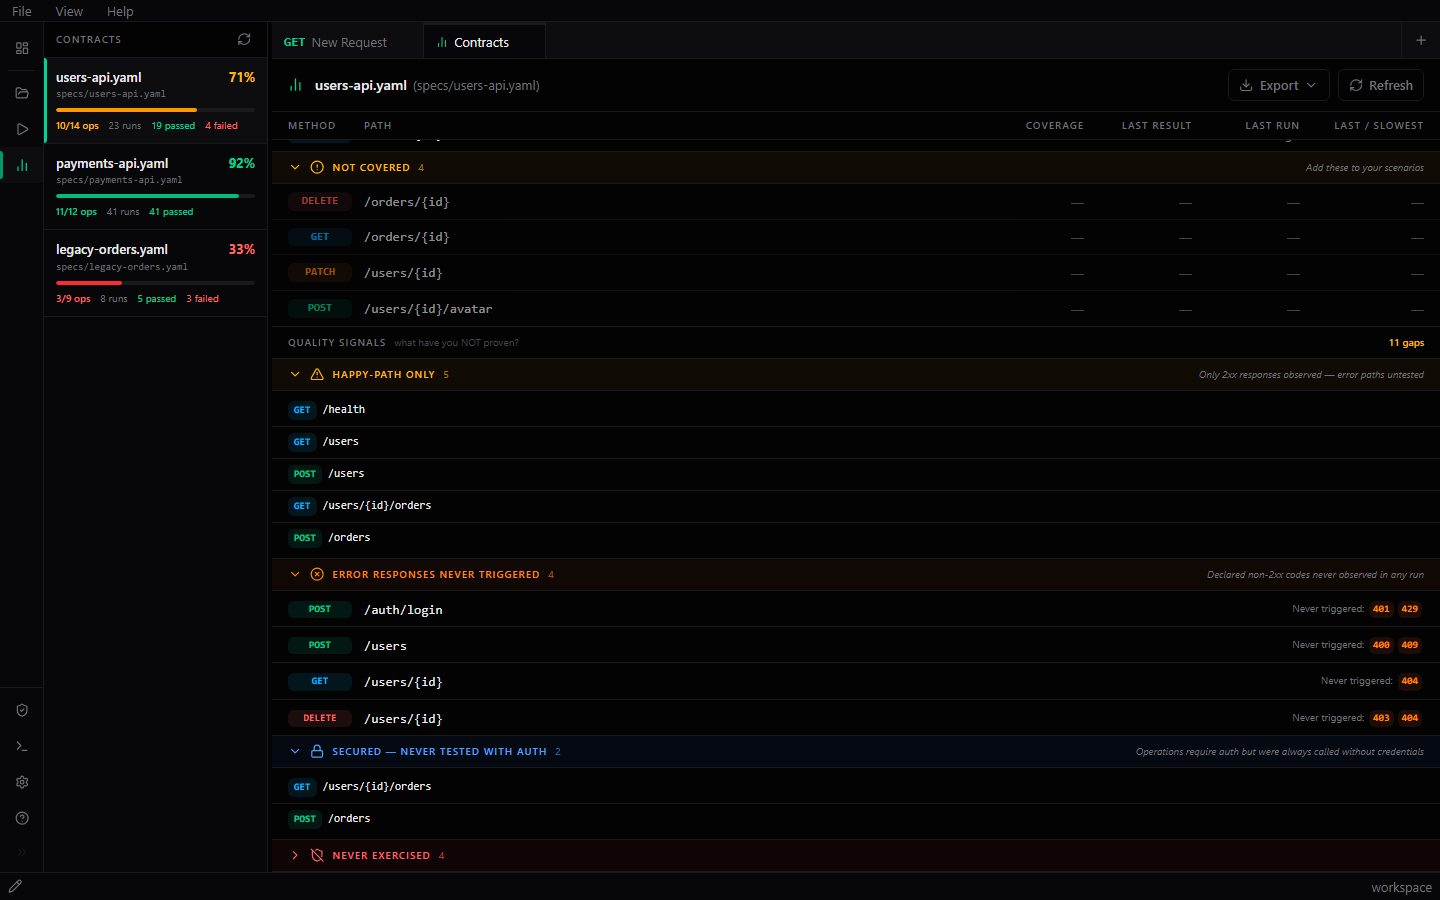 File View Help
CONTRACTS
users-api.yaml 71%
specs/users-api.yaml
10/14 ops 23 runs 19 passed 4 failed
payments-api.yaml 92%
specs/payments-api.yaml
11/12 ops 41 runs 41 passed
legacy-orders.yaml 33%
specs/legacy-orders.yaml
3/9 ops 8 runs 5 passed 3 failed
GET New Request
Contracts
users-api.yaml (specs/users-api.yaml)
Export
Refresh
METHOD PATH COVERAGE LAST RESULT LAST RUN LAST / SLOWEST
NOT COVERED 4 Add these to your scenarios
DELETE /orders/{id} — — — —
GET /orders/{id} — — — —
PATCH /users/{id} — — — —
POST /users/{id}/avatar — — — —
QUALITY SIGNALS what have you NOT proven? 11 gaps
HAPPY-PATH ONLY 5 Only 2xx responses observed — error paths untested
GET /health
GET /users
POST /users
GET /users/{id}/orders
POST /orders
ERROR RESPONSES NEVER TRIGGERED 4 Declared non-2xx codes never observed in any run
POST /auth/login Never triggered: 401 429
POST /users Never triggered: 400 409
GET /users/{id} Never triggered: 404
DELETE /users/{id} Never triggered: 403 404
SECURED — NEVER TESTED WITH AUTH 2 Operations require auth but were always called without credentials
GET /users/{id}/orders
POST /orders
NEVER EXERCISED 4
workspace